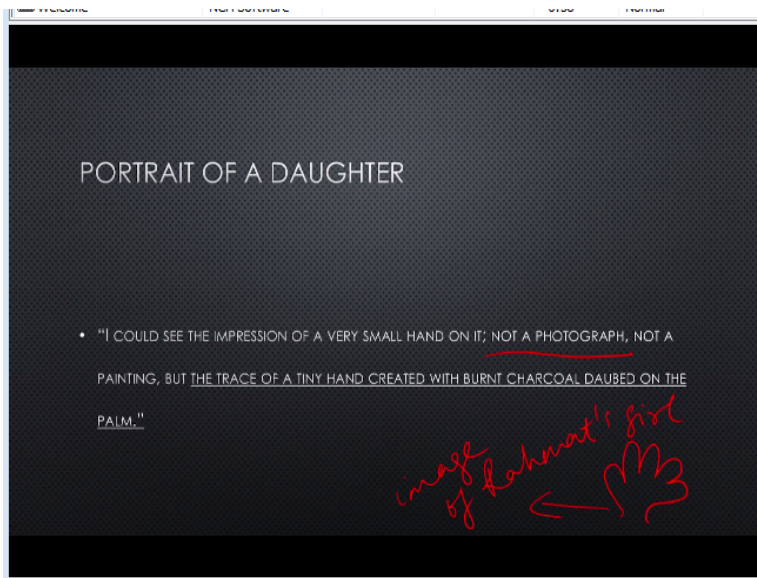 PORTRAIT OF A DAUGHTER
• "I COULD SEE THE IMPRESSION OF A VERY SMALL HAND ON IT; NOT A PHOTOGRAPH, NOT A
PAINTING, BUT THE TRACE OF A TINY HAND CREATED WITH BURNT CHARCOAL DAUBED ON THE
PALM."
image
of Rahmat's girl